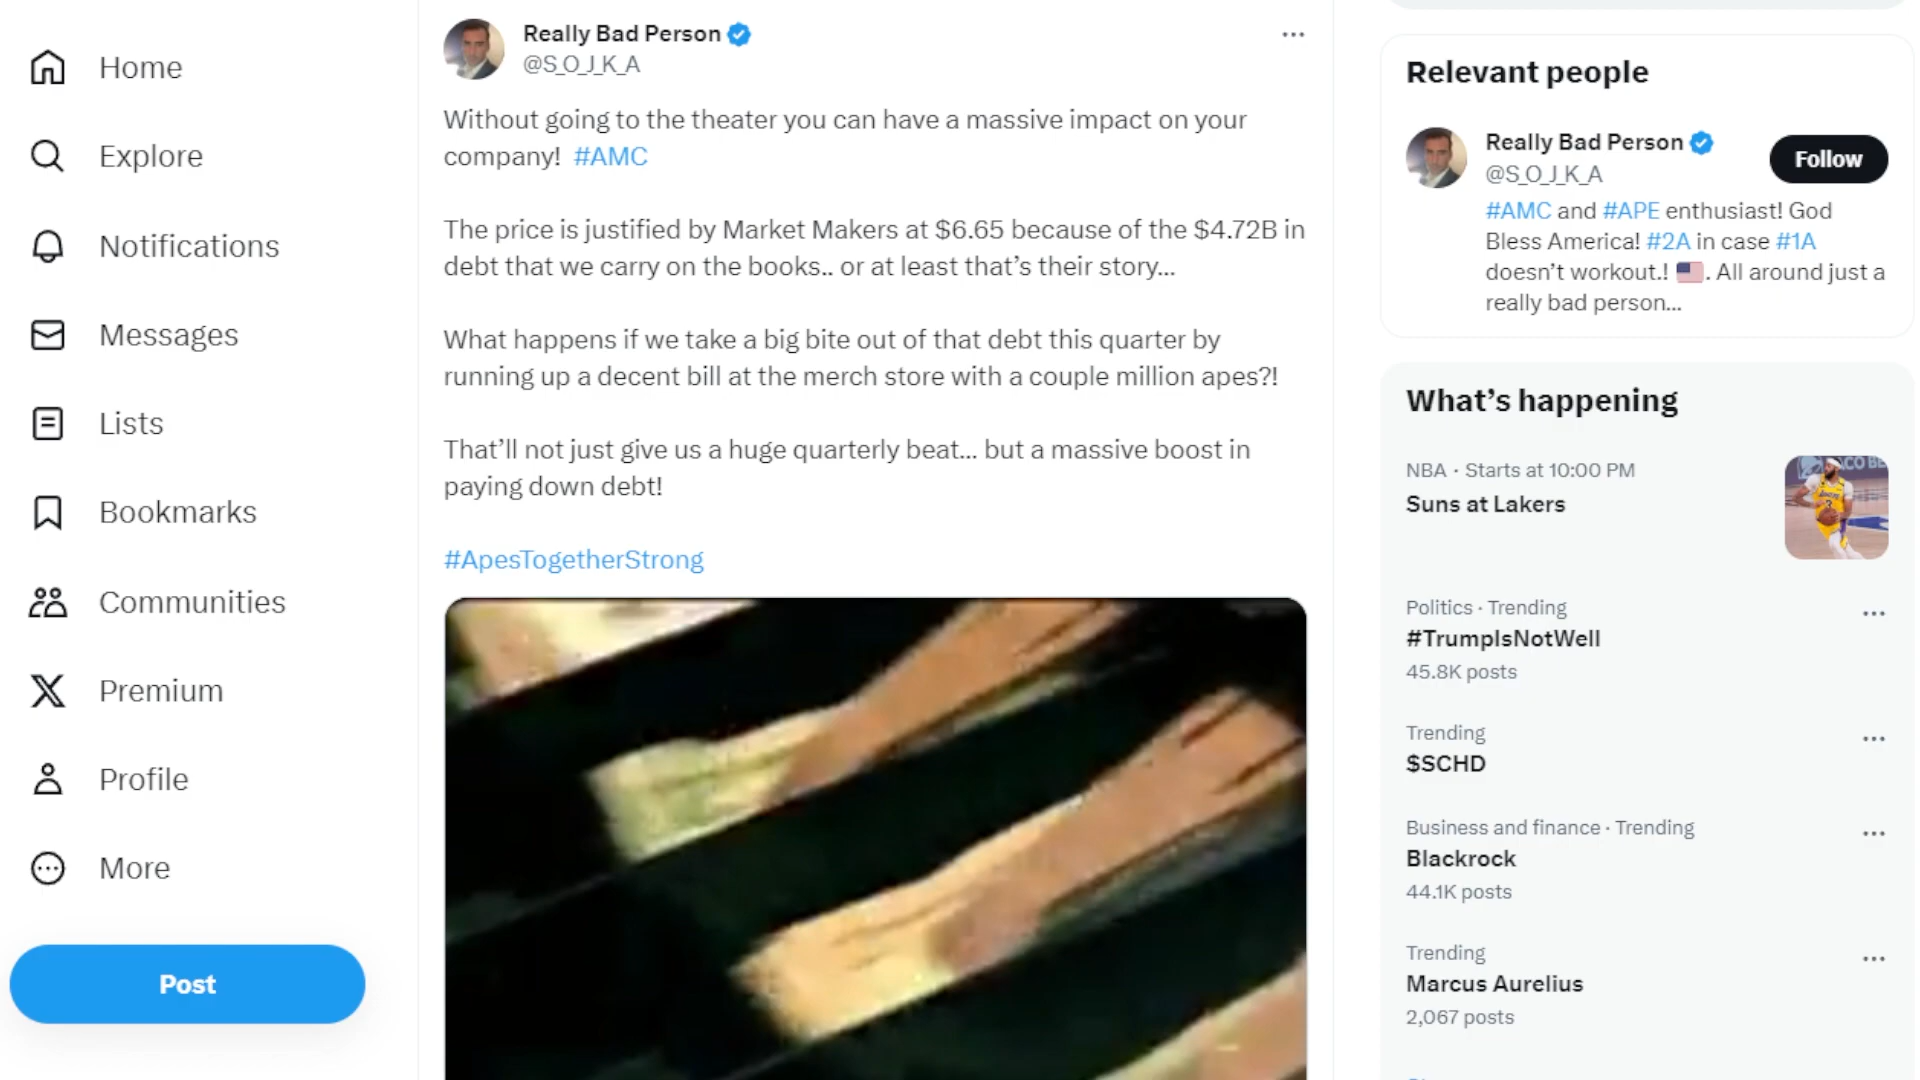 Home
Explore
Notifications
Messages
Lists
Bookmarks
Communities
Premium
Profile
More
Post
Really Bad Person
@S_O_J_K_A
Without going to the theater you can have a massive impact on your
company! #AMC
The price is justified by Market Makers at $6.65 because of the $4.72B in
debt that we carry on the books.. or at least that’s their story...
What happens if we take a big bite out of that debt this quarter by
running up a decent bill at the merch store with a couple million apes?!
That’ll not just give us a huge quarterly beat... but a massive boost in
paying down debt!
#ApesTogetherStrong
Relevant people
Really Bad Person
@S_O_J_K_A
Follow
#AMC and #APE enthusiast! God
Bless America! #2A in case #1A
doesn’t workout.! 🇺🇸. All around just a
really bad person...
What’s happening
NBA · Starts at 10:00 PM
Suns at Lakers
Politics · Trending
#TrumpIsNotWell
45.8K posts
Trending
$SCHD
Business and finance · Trending
Blackrock
44.1K posts
Trending
Marcus Aurelius
2,067 posts